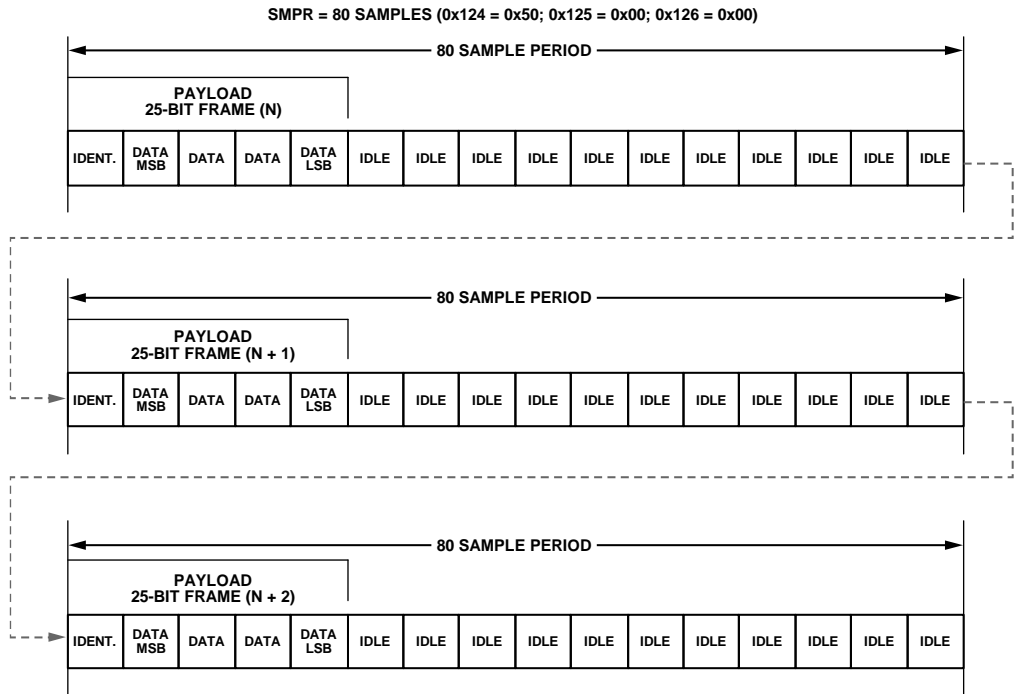 SMPR = 80 SAMPLES (0x124 = 0x50; 0x125 = 0x00; 0x126 = 0x00)
80 SAMPLE PERIOD
PAYLOAD
25-BIT FRAME (N)
IDENT. DATA MSB DATA DATA DATA LSB IDLE IDLE IDLE IDLE IDLE IDLE IDLE IDLE IDLE IDLE IDLE
80 SAMPLE PERIOD
PAYLOAD
25-BIT FRAME (N + 1)
IDENT. DATA MSB DATA DATA DATA LSB IDLE IDLE IDLE IDLE IDLE IDLE IDLE IDLE IDLE IDLE IDLE
80 SAMPLE PERIOD
PAYLOAD
25-BIT FRAME (N + 2)
IDENT. DATA MSB DATA DATA DATA LSB IDLE IDLE IDLE IDLE IDLE IDLE IDLE IDLE IDLE IDLE IDLE